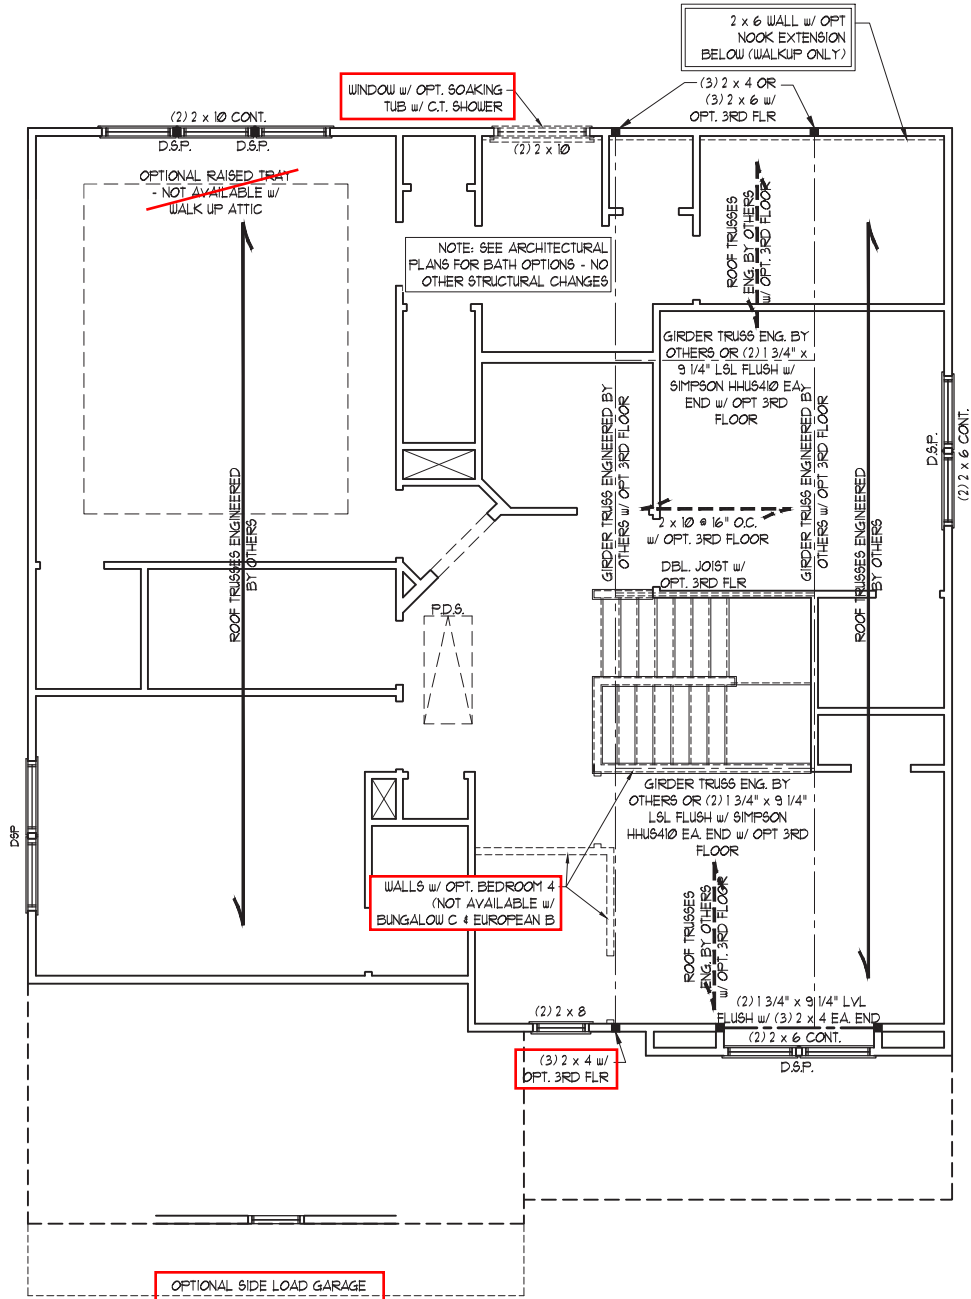 2 x 6 WALL w/ OPT
NOOK EXTENSION
BELOW (WALKUP ONLY)
WINDOW w/ OPT. SOAKING
TUB w/ C.T. SHOWER
(3) 2 x 4 OR
(3) 2 x 6 w/
OPT. 3RD FLR
(2) 2 x 10 CONT.
D.S.P.
D.S.P.
(2) 2 x 10
OPTIONAL RAISED TRAY
- NOT AVAILABLE w/
WALK UP ATTIC
NOTE: SEE ARCHITECTURAL
PLANS FOR BATH OPTIONS - NO
OTHER STRUCTURAL CHANGES
ROOF TRUSSES
ENG. BY OTHERS
w/ OPT. 3RD FLOOR
GIRDER TRUSS ENG. BY
OTHERS OR (2) 1 3/4" x
9 1/4" LSL FLUSH w/
SIMPSON HHUS410 EA.
END w/ OPT 3RD
FLOOR
GIRDER TRUSS ENGINEERED BY
OTHERS w/ OPT 3RD FLOOR
GIRDER TRUSS ENGINEERED BY
OTHERS w/ OPT 3RD FLOOR
D.S.P.
(2) 2 x 6 CONT.
ROOF TRUSSES ENGINEERED
BY OTHERS
ROOF TRUSSES ENGINEERED
BY OTHERS
2 x 10 @ 16" O.C.
w/ OPT. 3RD FLOOR
DBL. JOIST w/
OPT. 3RD FLR
P.D.S.
GIRDER TRUSS ENG. BY
OTHERS OR (2) 1 3/4" x 9 1/4"
LSL FLUSH w/ SIMPSON
HHUS410 EA. END w/ OPT 3RD
FLOOR
DSP
WALLS w/ OPT. BEDROOM 4
(NOT AVAILABLE w/
BUNGALOW C & EUROPEAN B
ROOF TRUSSES
ENG. BY OTHERS
w/ OPT. 3RD FLOOR
(2) 1 3/4" x 9 1/4" LVL
FLUSH w/ (3) 2 x 4 EA. END
(2) 2 x 8
(2) 2 x 6 CONT.
D.S.P.
(3) 2 x 4 w/
OPT. 3RD FLR
OPTIONAL SIDE LOAD GARAGE